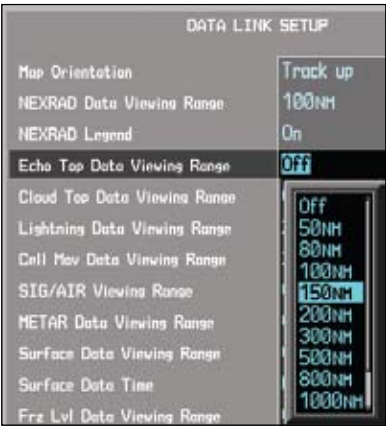 DATA LINK SETUP
Map Orientation Track up
NEXRAD Data Viewing Range 100NM
NEXRAD Legend On
Echo Top Data Viewing Range Off
Cloud Top Data Viewing Range
Lightning Data Viewing Range
Cell Mov Data Viewing Range
SIG/AIR Viewing Range
METAR Data Viewing Range
Surface Data Viewing Range
Surface Data Time
Frz Lvl Data Viewing Range
Off
50NM
80NM
100NM
150NM
200NM
300NM
500NM
800NM
1000NM